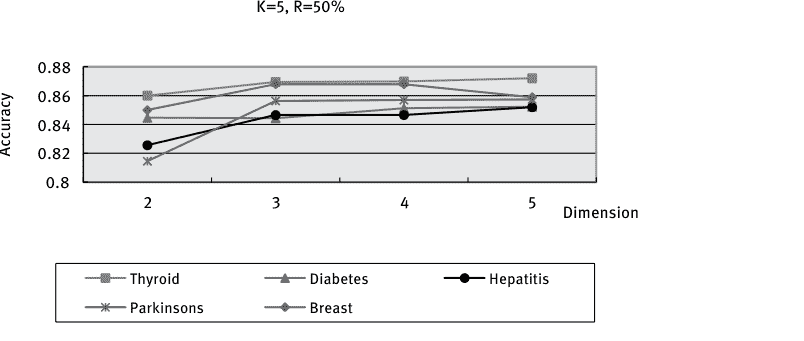 K=5, R=50%
Accuracy
0.88
0.86
0.84
0.82
0.8
2 3 4 5
Dimension
Thyroid Diabetes Hepatitis
Parkinsons Breast